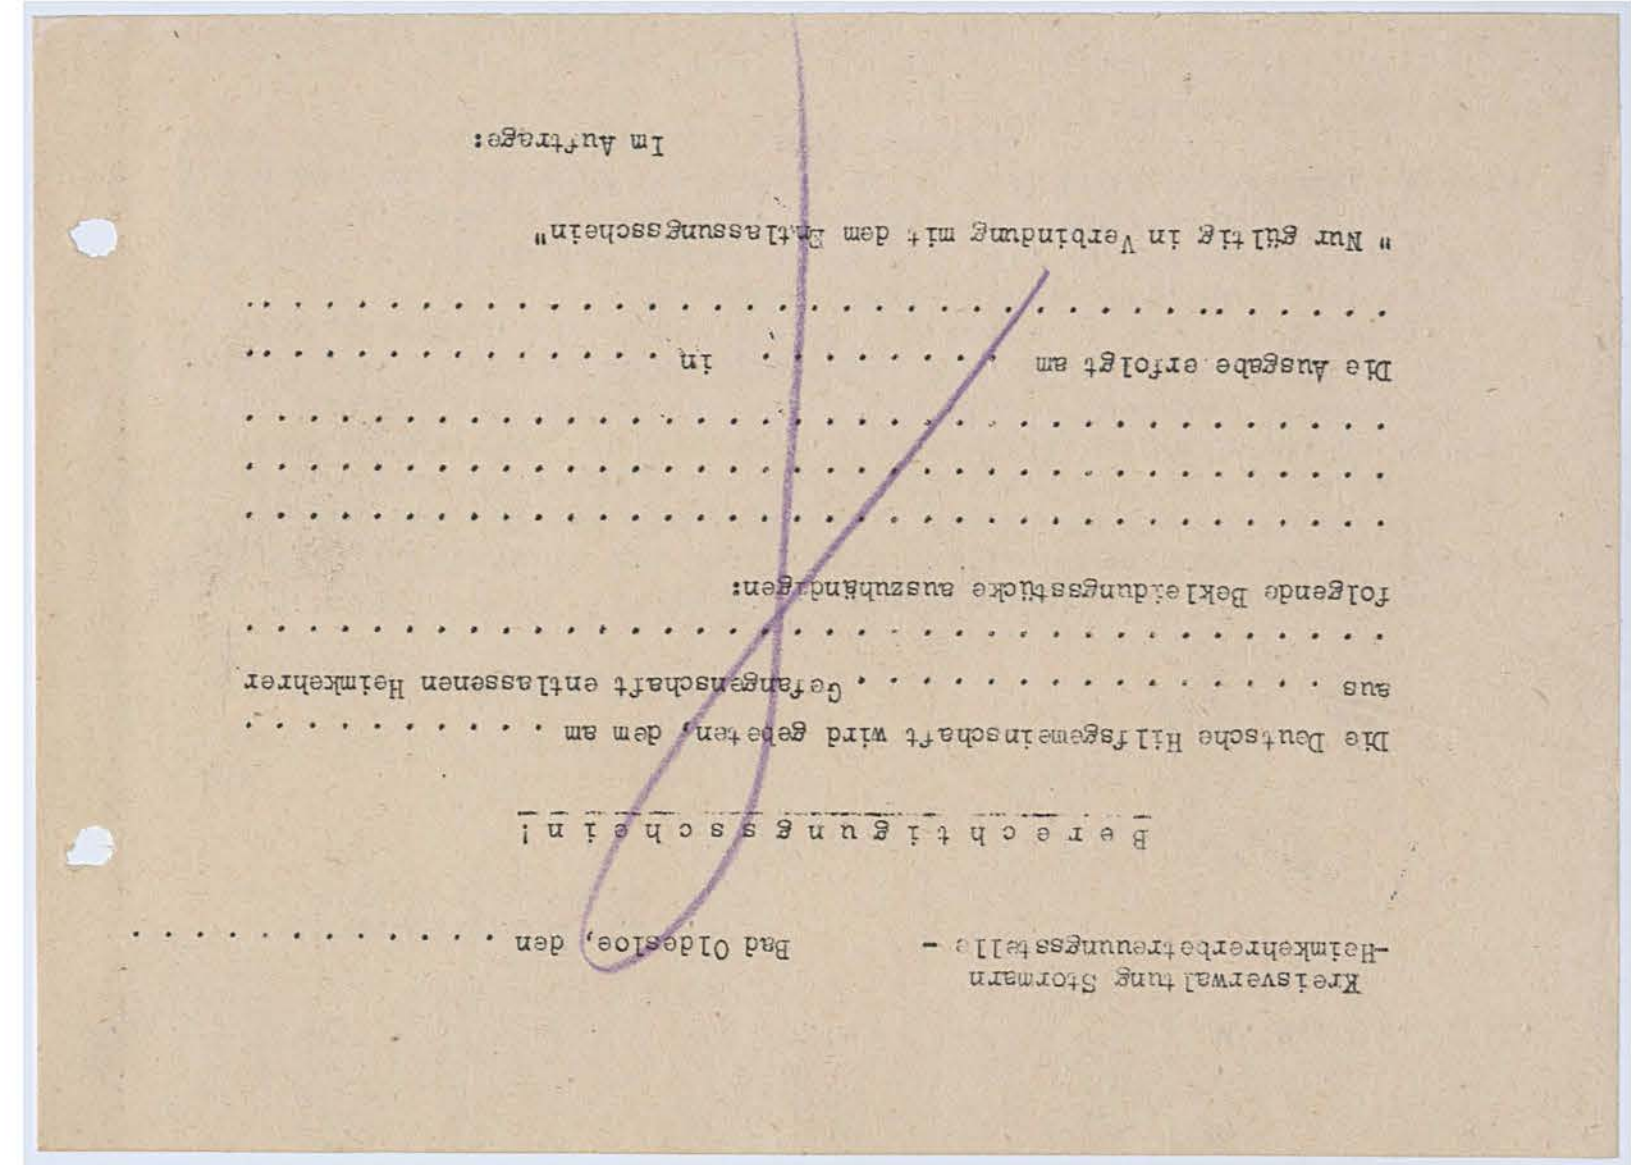 Kreisverwaltung Stormarn
-Heimkehrerbetreuungsstelle -
Bad Oldesloe, den . . . . . . . . . . . . .
B e r e c h t i g u n g s s c h e i n !
Die Deutsche Hilfsgemeinschaft wird gebeten, dem am . . . . . . . . . .
aus . . . . . . . . . . . . . . . . Gefangenschaft entlassenen Heimkehrer
. . . . . . . . . . . . . . . . . . . . . . . . . . . . . . . . . . . .
folgende Bekleidungsstücke auszuhändigen:
. . . . . . . . . . . . . . . . . . . . . . . . . . . . . . . . . . . .
. . . . . . . . . . . . . . . . . . . . . . . . . . . . . . . . . . . .
. . . . . . . . . . . . . . . . . . . . . . . . . . . . . . . . . . . .
Die Ausgabe erfolgt am . . . . . . . . in . . . . . . . . . . . . . .
. . . . . . . . . . . . . . . . . . . . . . . . . . . . . . . . . . . .
" Nur gültig in Verbindung mit dem Entlassungsschein"
Im Auftrage: